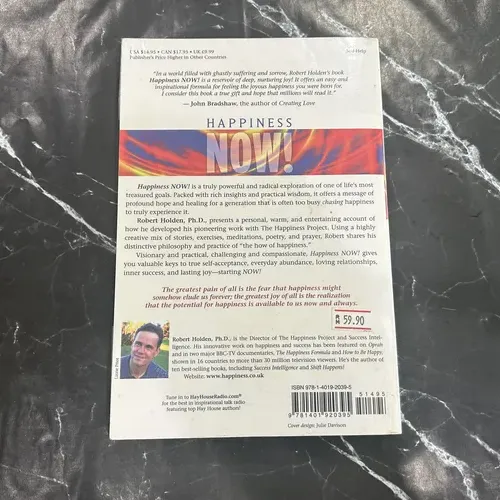 USA $14.95 • CAN $17.95 • UK £9.99
Self-Help
Publisher's Price Higher in Other Countries
"In a world filled with ghastly suffering and sorrow, Robert Holden's book
Happiness NOW! is a reservoir of deep, nurturing joy! It offers an easy and
inspirational formula for feeling the joyous happiness you were born for.
I consider this book a true gift and hope that millions will read it."
— John Bradshaw, the author of Creating Love
HAPPINESS
NOW!
Happiness NOW! is a truly powerful and radical exploration of one of life's most
treasured goals. Packed with rich insights and practical wisdom, it offers a message of
profound hope and healing for a generation that is often too busy chasing happiness
to truly experience it.
Robert Holden, Ph.D., presents a personal, warm, and entertaining account of
how he developed his pioneering work with The Happiness Project. Using a highly
creative mix of stories, exercises, meditations, poetry, and prayer, Robert shares his
distinctive philosophy and practice of "the how of happiness."
Visionary and practical, challenging and compassionate, Happiness NOW! gives
you valuable keys to true self-acceptance, everyday abundance, loving relationships,
inner success, and lasting joy—starting NOW!
The greatest pain of all is the fear that happiness might
somehow elude us forever; the greatest joy of all is the realization
that the potential for happiness is available to us now and always.
59.90
Robert Holden, Ph.D., is the Director of The Happiness Project and Success Intel-
ligence. His innovative work on happiness and success has been featured on Oprah
and in two major BBC-TV documentaries, The Happiness Formula and How to Be Happy,
shown in 16 countries to more than 30 million television viewers. He's the author of
ten best-selling books, including Success Intelligence and Shift Happens!
Website: www.happiness.co.uk
Tune in to HayHouseRadio.com®
for the best in inspirational talk radio
featuring top Hay House authors!
ISBN 978-1-4019-2039-5
51495
9 781401 920395
Cover design: Julie Davison